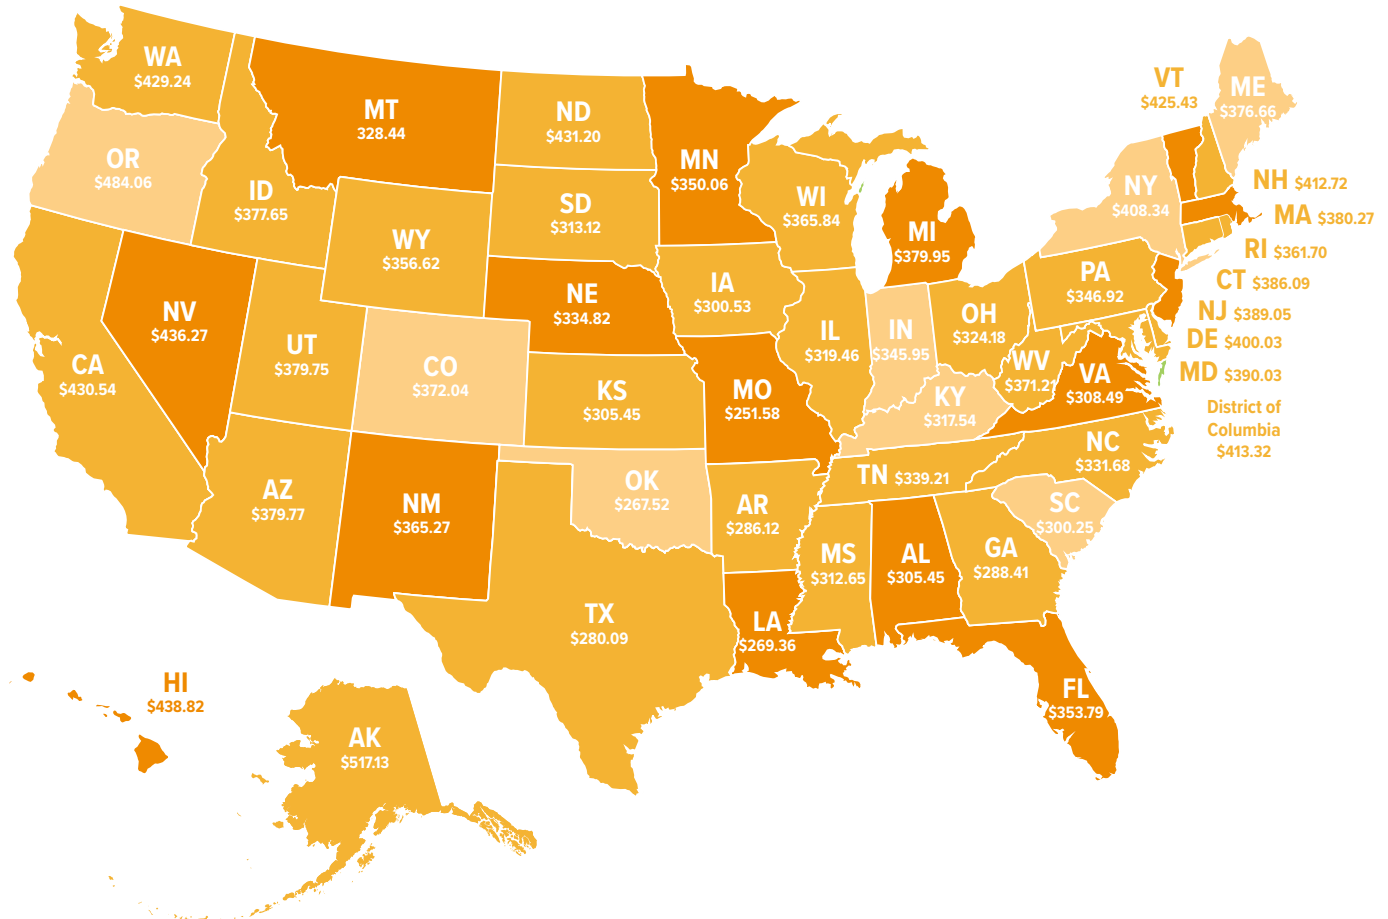 WA
$429.24
OR
$484.06
CA
$430.54
NV
$436.27
ID
$377.65
MT
328.44
WY
$356.62
UT
$379.75
AZ
$379.77
CO
$372.04
NM
$365.27
ND
$431.20
SD
$313.12
NE
$334.82
KS
$305.45
OK
$267.52
TX
$280.09
MN
$350.06
IA
$300.53
MO
$251.58
AR
$286.12
LA
$269.36
WI
$365.84
IL
$319.46
MI
$379.95
IN
$345.95
OH
$324.18
KY
$317.54
TN $339.21
MS
$312.65
AL
$305.45
GA
$288.41
FL
$353.79
SC
$300.25
NC
$331.68
VA
$308.49
WV
$371.21
PA
$346.92
NY
$408.34
VT
$425.43
ME
$376.66
NH $412.72
MA $380.27
RI $361.70
CT $386.09
NJ $389.05
DE $400.03
MD $390.03
District of
Columbia
$413.32
HI
$438.82
AK
$517.13